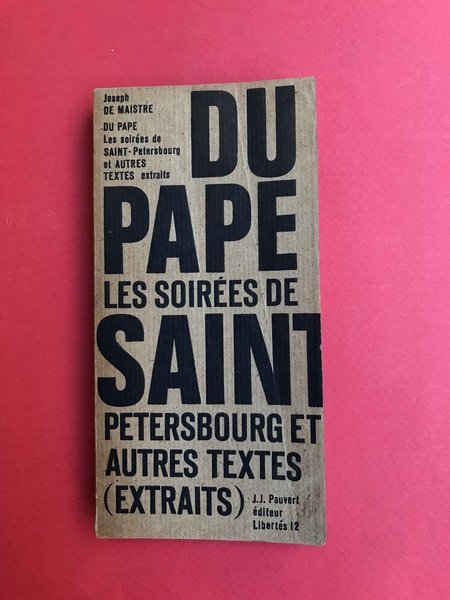 Joseph
DE MAISTRE
DU PAPE
Les soirées de
SAINT-Petersbourg
et AUTRES
TEXTES extraits
DU
PAPE
LES SOIRÉES DE
SAINT
PETERSBOURG ET
AUTRES TEXTES
(EXTRAITS)
J.J. Pauvert
éditeur
Libertés 12